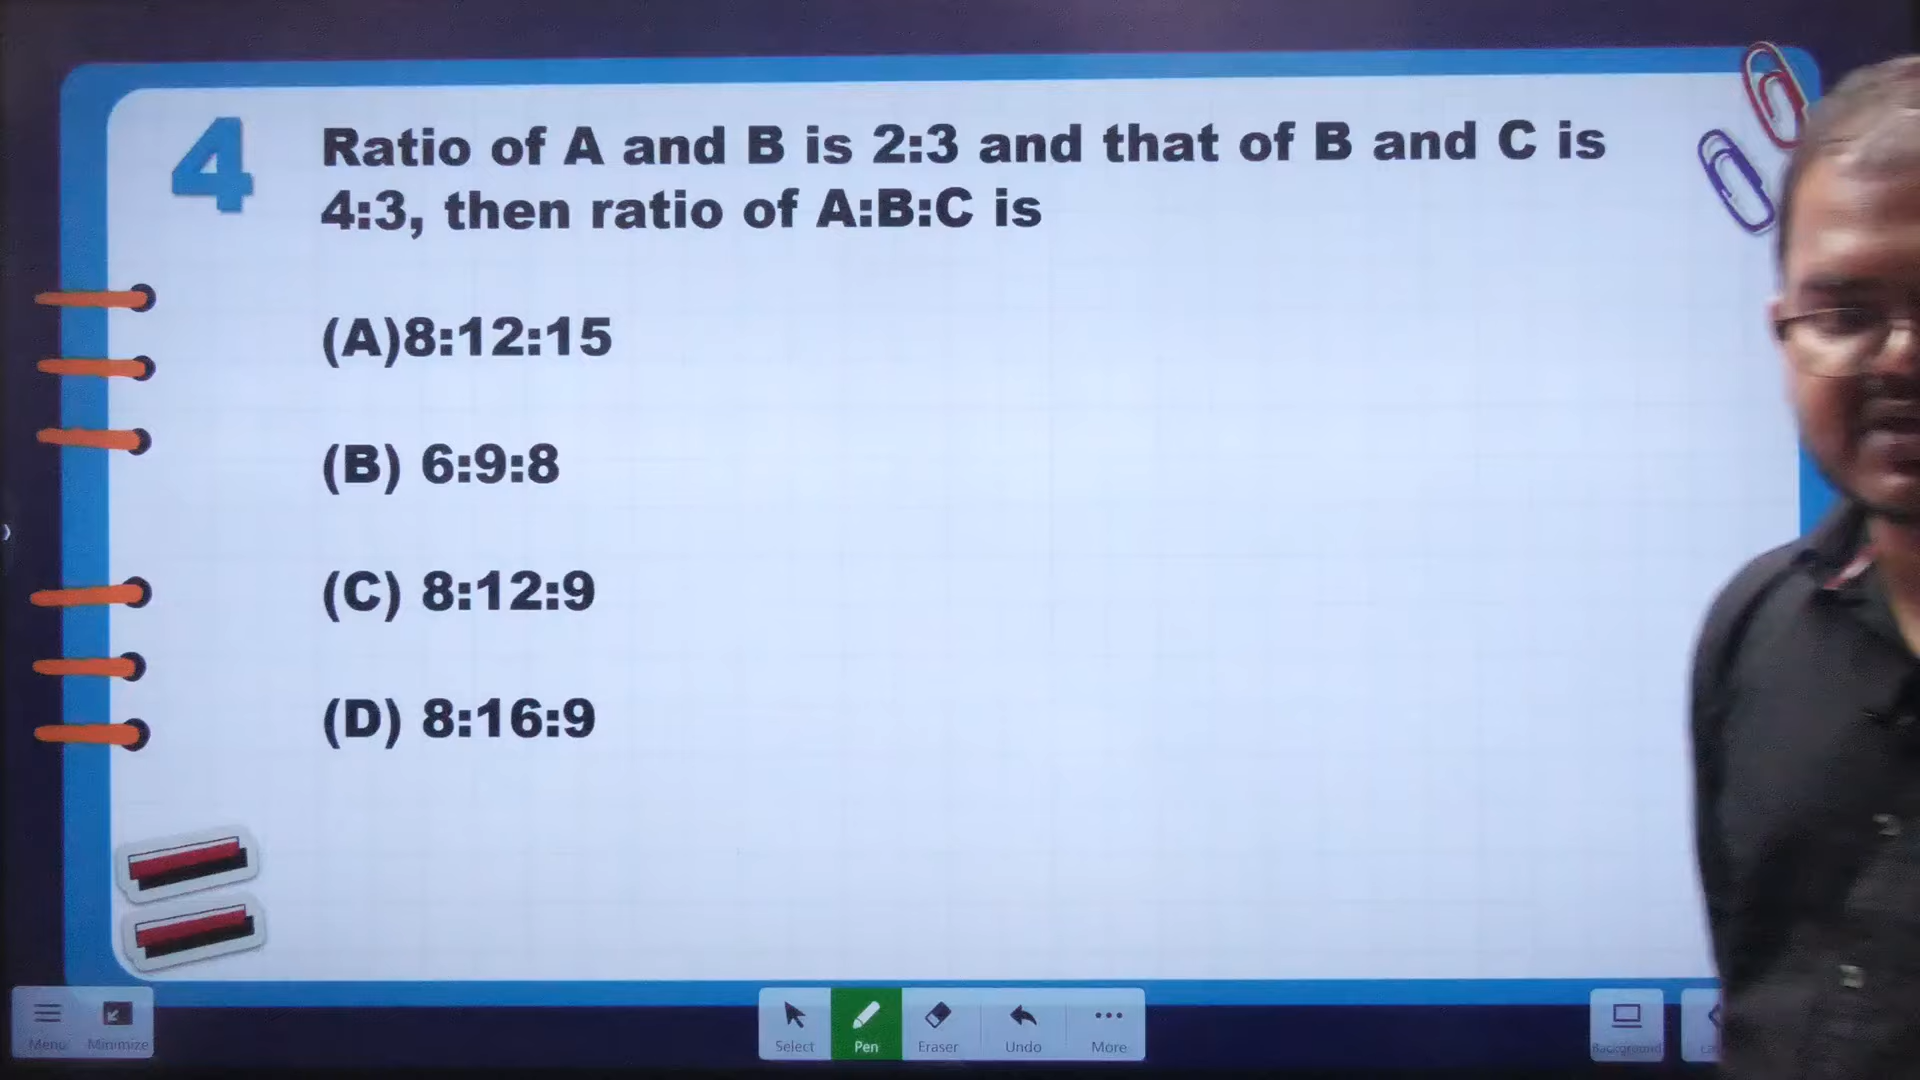 4
Ratio of A and B is 2:3 and that of B and C is
4:3, then ratio of A:B:C is
(A)8:12:15
(B) 6:9:8
(C) 8:12:9
(D) 8:16:9
Menu
Minimize
Select
Pen
Eraser
Undo
More
Background